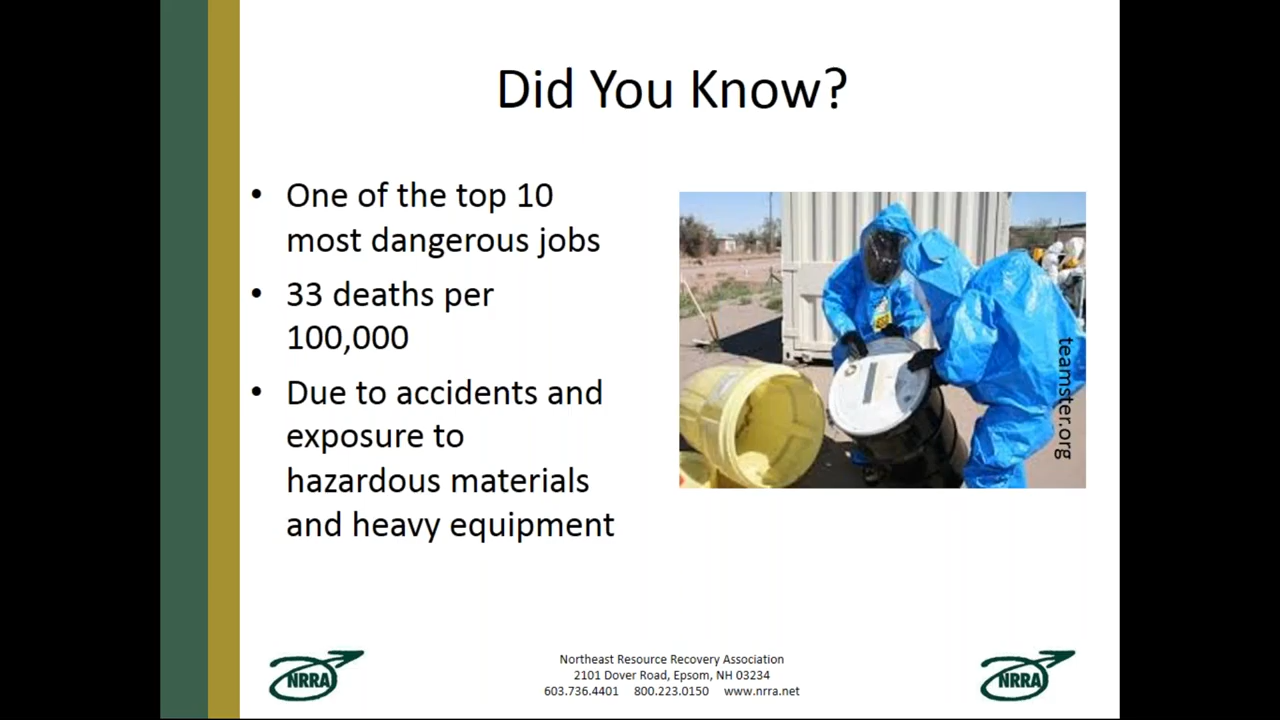 Did You Know?
• One of the top 10
most dangerous jobs
• 33 deaths per
100,000
• Due to accidents and
exposure to
hazardous materials
and heavy equipment
teamster.org
NRRA
Northeast Resource Recovery Association
2101 Dover Road, Epsom, NH 03234
603.736.4401 800.223.0150 www.nrra.net
NRRA